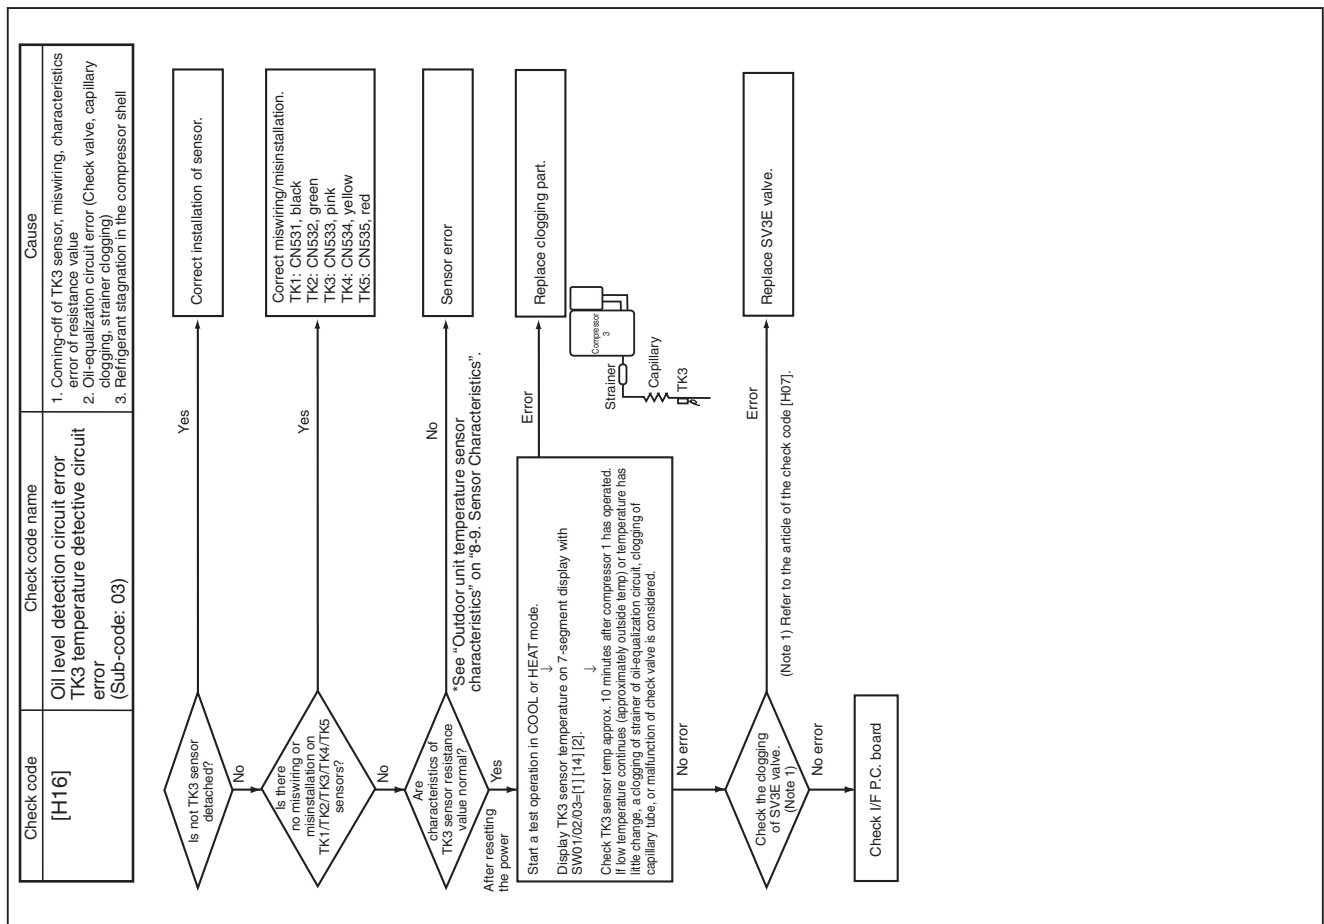 Check code
Check code name
Cause
[H16]
Oil level detection circuit error
TK3 temperature detective circuit
error
(Sub-code: 03)
1. Coming-off of TK3 sensor, miswiring, characteristics
error of resistance value
2. Oil-equalization circuit error (Check valve, capillary
clogging, strainer clogging)
3. Refrigerant stagnation in the compressor shell
Is not TK3 sensor
detached?
Yes
Correct installation of sensor.
No
Is there
no miswiring or
misinstallation on
TK1/TK2/TK3/TK4/TK5
sensors?
Yes
Correct miswiring/misinstallation.
TK1: CN531, black
TK2: CN532, green
TK3: CN533, pink
TK4: CN534, yellow
TK5: CN535, red
No
Are
characteristics of
TK3 sensor resistance
value normal?
No
Sensor error
*See “Outdoor unit temperature sensor
characteristics” on “8-9. Sensor Characteristics”.
After resetting
the power
Yes
Start a test operation in COOL or HEAT mode.
↓
Display TK3 sensor temperature on 7-segment display with
SW01/02/03=[1] [14] [2].
↓
Check TK3 sensor temp approx. 10 minutes after compressor 1 has operated.
If low temperature continues (approximately outside temp) or temperature has
little change, a clogging of strainer of oil-equalization circuit, clogging of
capillary tube, or malfunction of check valve is considered.
Error
Replace clogging part.
Compressor
3
Strainer
Capillary
TK3
No error
Check the clogging
of SV3E valve.
(Note 1)
Error
Replace SV3E valve.
(Note 1) Refer to the article of the check code [H07].
No error
Check I/F P.C. board